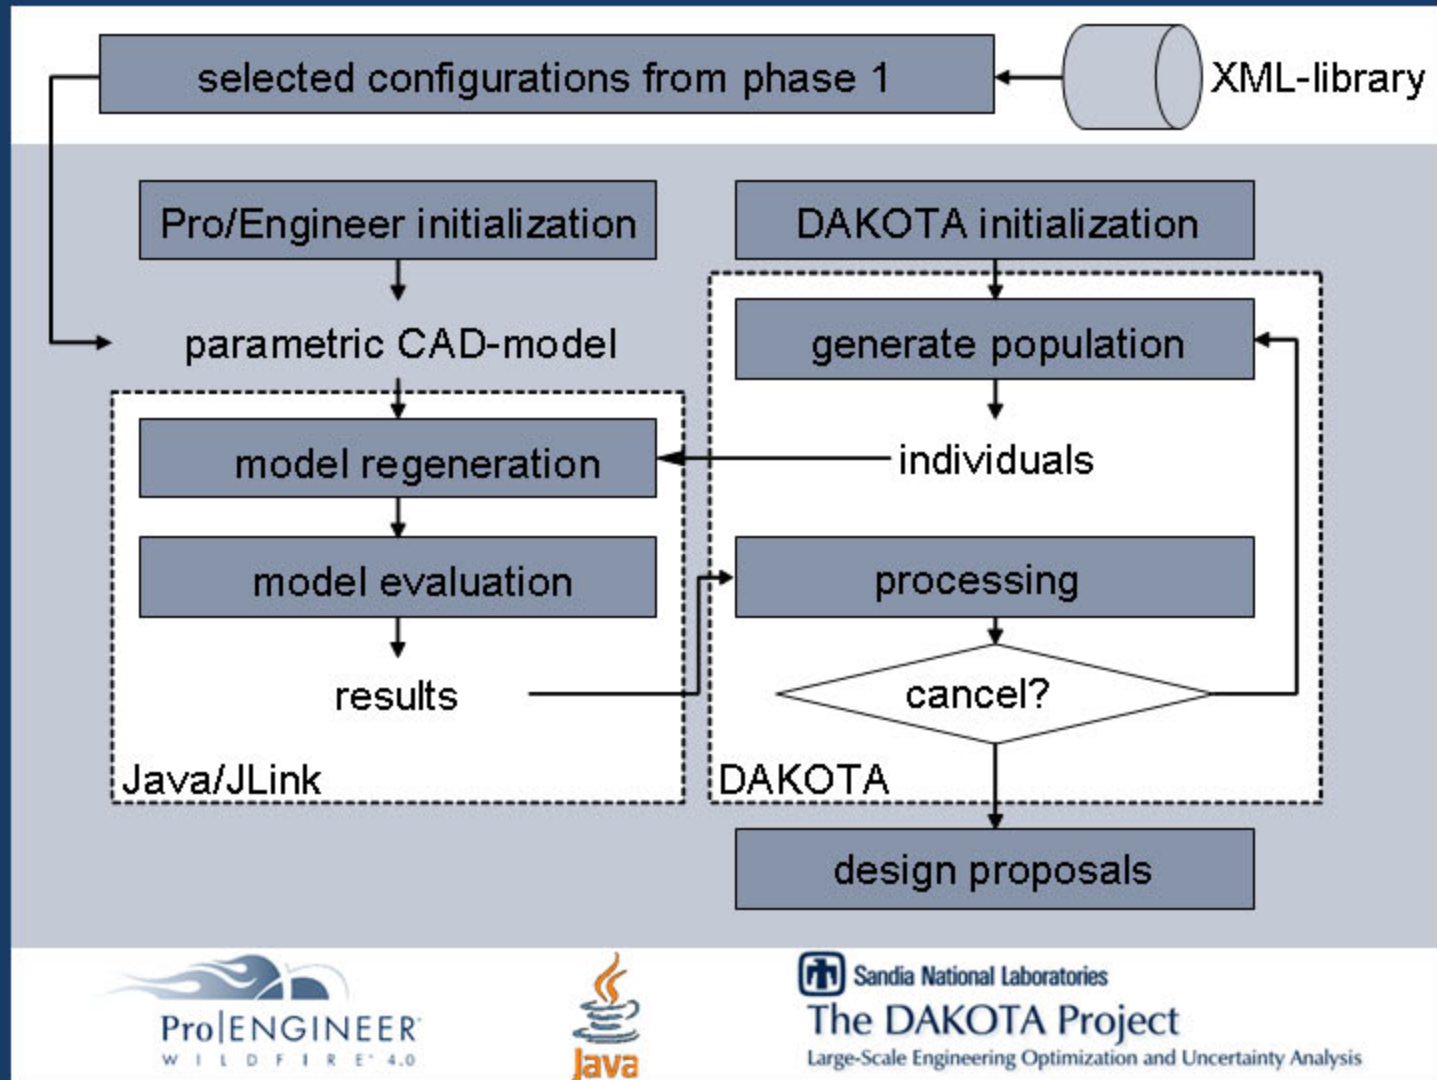 selected configurations from phase 1
XML-library
Pro/Engineer initialization
DAKOTA initialization
parametric CAD-model
generate population
model regeneration
individuals
model evaluation
processing
results
cancel?
Java/JLink
DAKOTA
design proposals
Pro|ENGINEER
WILDFIRE 4.0
Java
Sandia National Laboratories
The DAKOTA Project
Large-Scale Engineering Optimization and Uncertainty Analysis